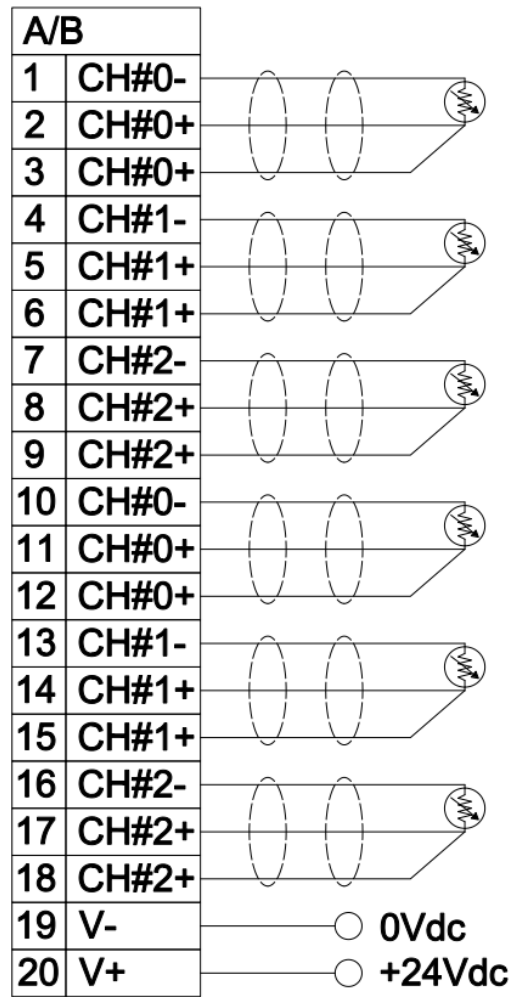 A/B
1 CH#0-
2 CH#0+
3 CH#0+
4 CH#1-
5 CH#1+
6 CH#1+
7 CH#2-
8 CH#2+
9 CH#2+
10 CH#0-
11 CH#0+
12 CH#0+
13 CH#1-
14 CH#1+
15 CH#1+
16 CH#2-
17 CH#2+
18 CH#2+
19 V- 0Vdc
20 V+ +24Vdc